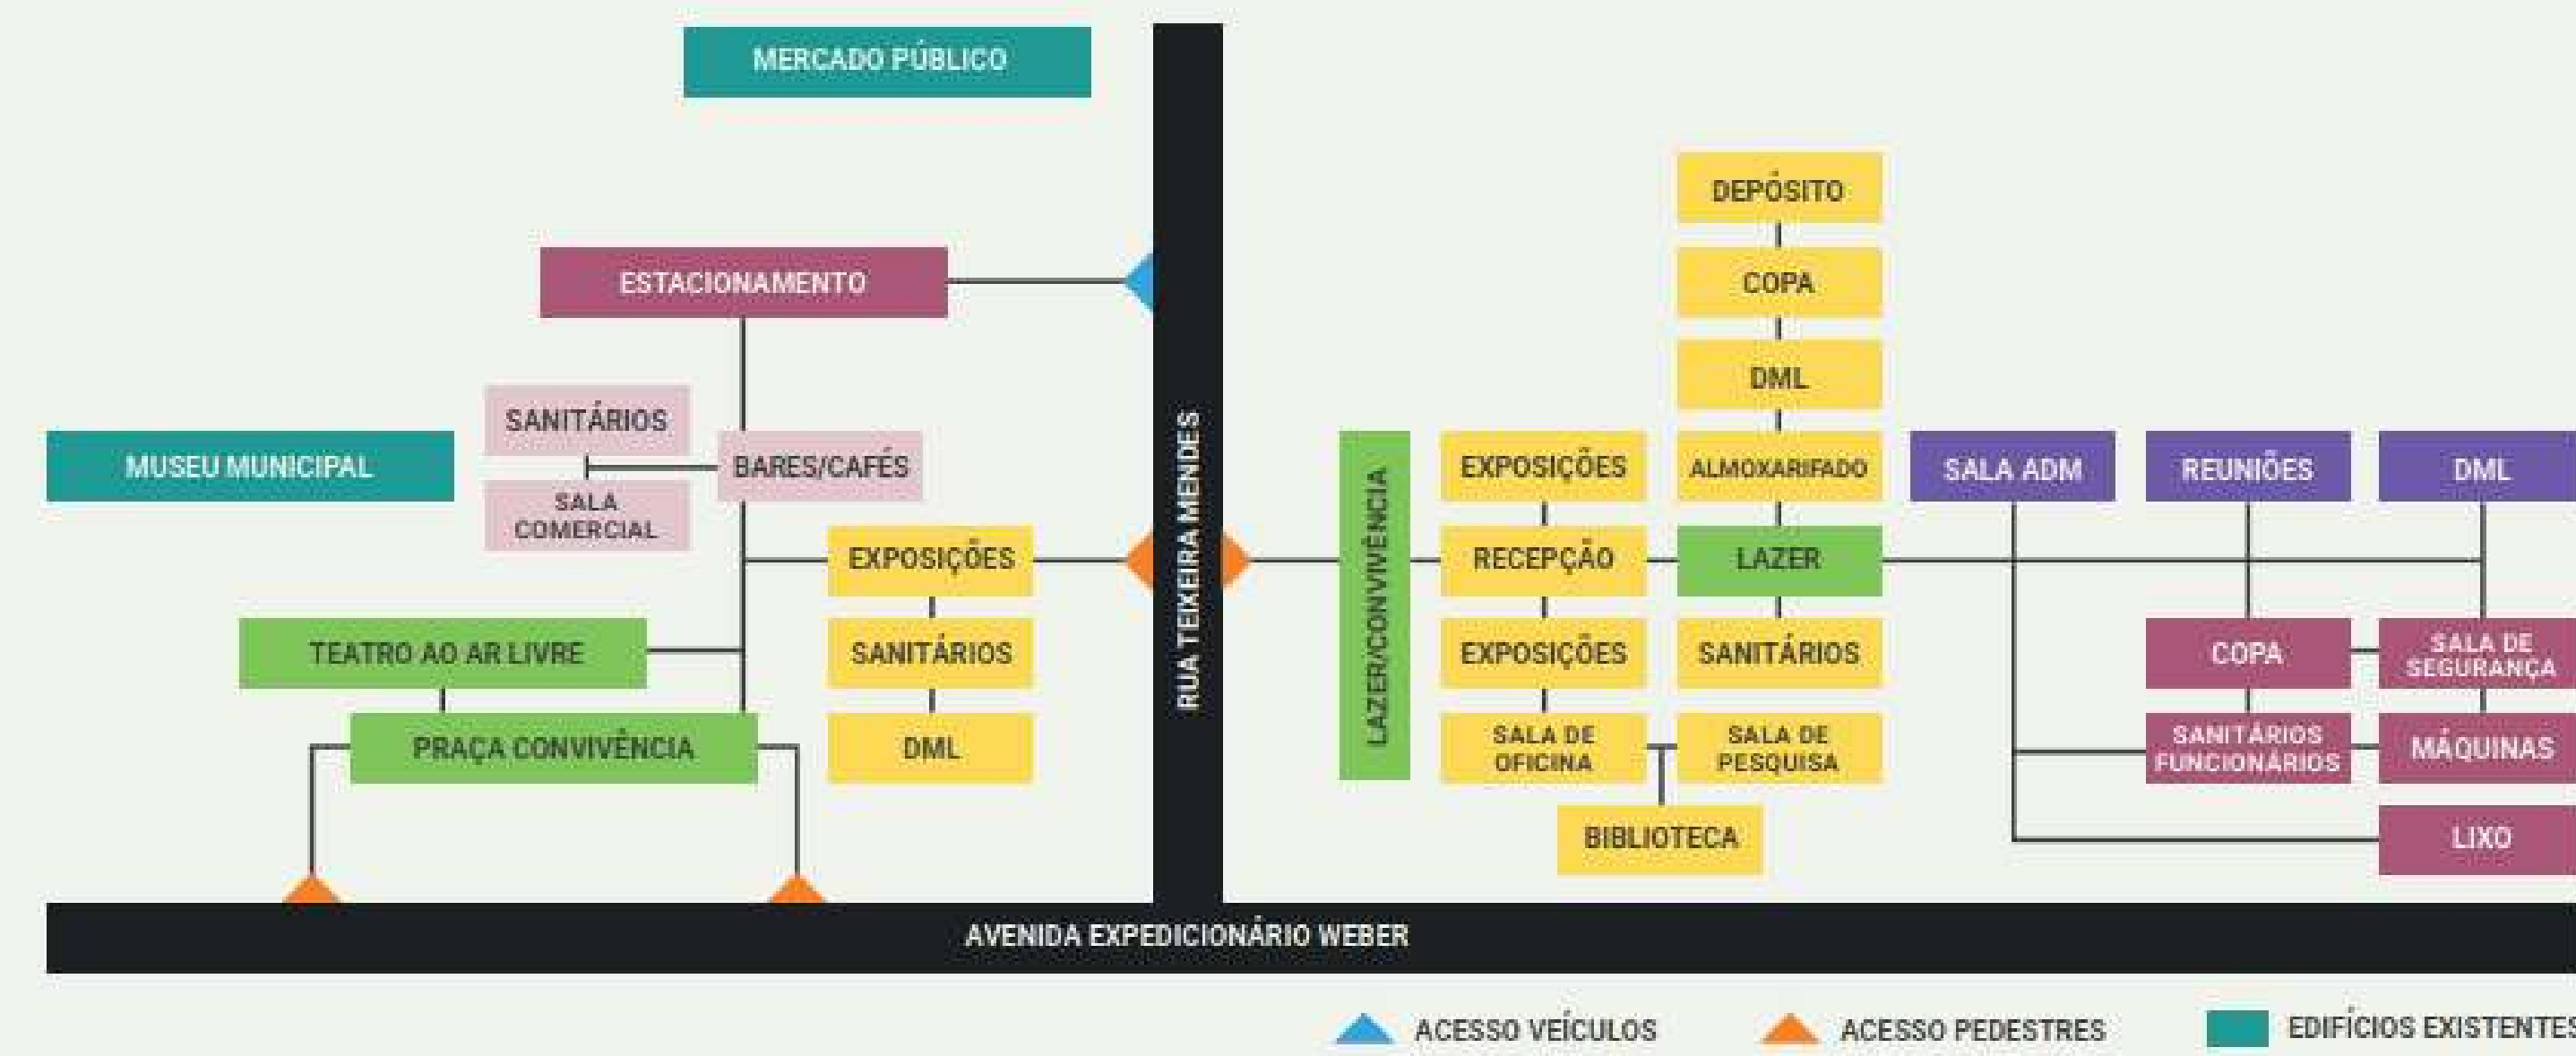 MERCADO PÚBLICO
ESTACIONAMENTO
SANITÁRIOS
MUSEU MUNICIPAL
BARES/CAFÉS
SALA
COMERCIAL
EXPOSIÇÕES
TEATRO AO AR LIVRE
SANITÁRIOS
PRAÇA CONVIVÊNCIA
DML
RUA TEIXEIRA MENDES
LAZER/CONVIVÊNCIA
EXPOSIÇÕES
RECEPÇÃO
EXPOSIÇÕES
SALA DE
OFICINA
DEPÓSITO
COPA
DML
ALMOXARIFADO
LAZER
SANITÁRIOS
SALA DE
PESQUISA
BIBLIOTECA
SALA ADM
REUNIÕES
DML
COPA
SALA DE
SEGURANÇA
SANITÁRIOS
FUNCIONÁRIOS
MÁQUINAS
LIXO
AVENIDA EXPEDICIONÁRIO WEBER
ACESSO VEÍCULOS
ACESSO PEDESTRES
EDIFÍCIOS EXISTENTES